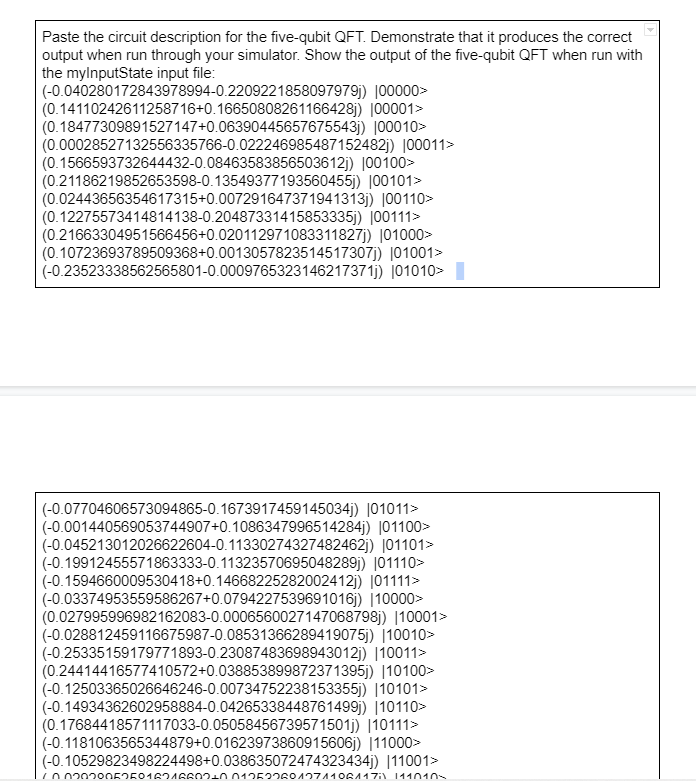 Paste the circuit description for the five-qubit QFT. Demonstrate that it produces the correct
output when run through your simulator. Show the output of the five-qubit QFT when run with
the myInputState input file:
(-0.040280172843978994-0.2209221858097979j) |00000>
(0.14110242611258716+0.16650808261166428j) |00001>
(0.18477309891527147+0.06390445657675543j) |00010>
(0.00028527132556335766-0.022246985487152482j) |00011>
(0.1566593732644432-0.08463583856503612j) |00100>
(0.21186219852653598-0.13549377193560455j) |00101>
(0.02443656354617315+0.007291647371941313j) |00110>
(0.12275573414814138-0.20487331415853335j) |00111>
(0.21663304951566456+0.020112971083311827j) |01000>
(0.10723693789509368+0.0013057823514517307j) |01001>
(-0.23523338562565801-0.0009765323146217371j) |01010>
(-0.07704606573094865-0.1673917459145034j) |01011>
(-0.001440569053744907+0.1086347996514284j) |01100>
(-0.045213012026622604-0.11330274327482462j) |01101>
(-0.19912455571863333-0.11323570695048289j) |01110>
(-0.1594660009530418+0.14668225282002412j) |01111>
(-0.03374953559586267+0.0794227539691016j) |10000>
(0.027995996982162083-0.0006560027147068798j) |10001>
(-0.028812459116675987-0.08531366289419075j) |10010>
(-0.25335159179771893-0.23087483698943012j) |10011>
(0.24414416577410572+0.038853899872371395j) |10100>
(-0.12503365026646246-0.00734752238153355j) |10101>
(-0.14934362602958884-0.04265338448761499j) |10110>
(0.17684418571117033-0.05058456739571501j) |10111>
(-0.1181063565344879+0.01623973860915606j) |11000>
(-0.10529823498224498+0.038635072474323434j) |11001>